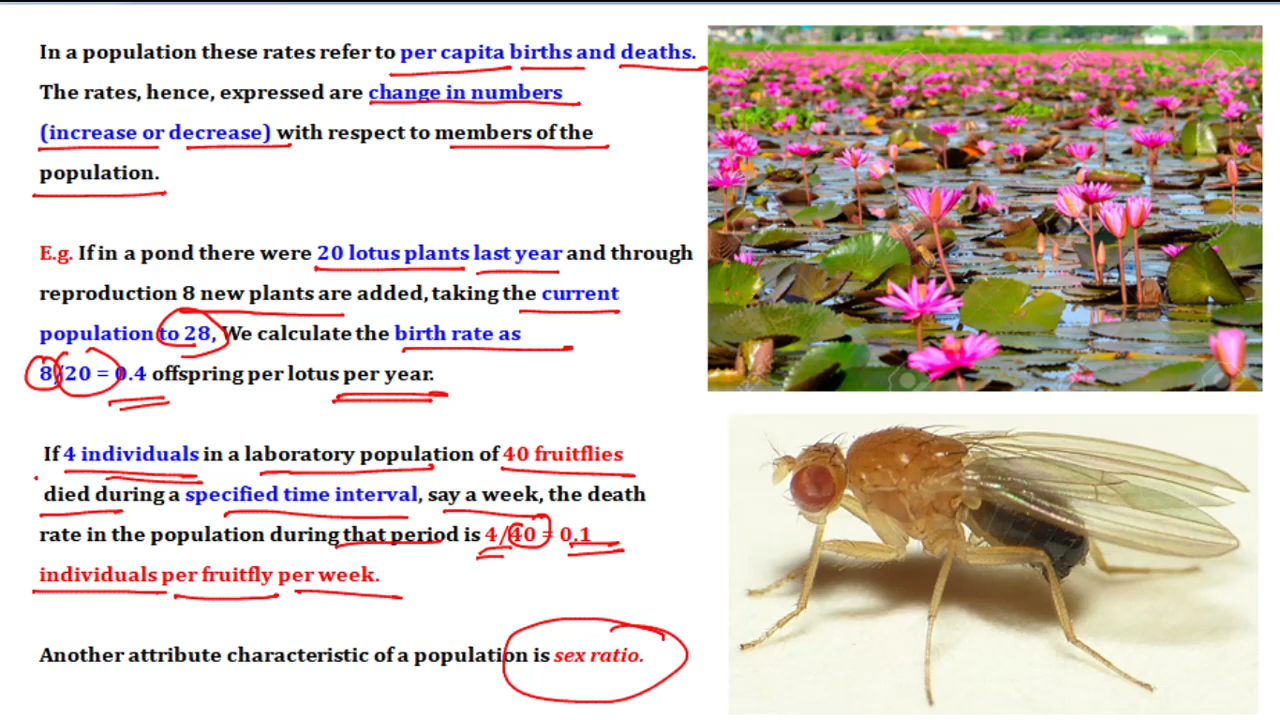 In a population these rates refer to per capita births and deaths.
The rates, hence, expressed are change in numbers
(increase or decrease) with respect to members of the
population.
E.g. If in a pond there were 20 lotus plants last year and through
reproduction 8 new plants are added, taking the current
population to 28, We calculate the birth rate as
8/20 = 0.4 offspring per lotus per year.
If 4 individuals in a laboratory population of 40 fruitflies
died during a specified time interval, say a week, the death
rate in the population during that period is 4/40 = 0.1
individuals per fruitfly per week.
Another attribute characteristic of a population is sex ratio.